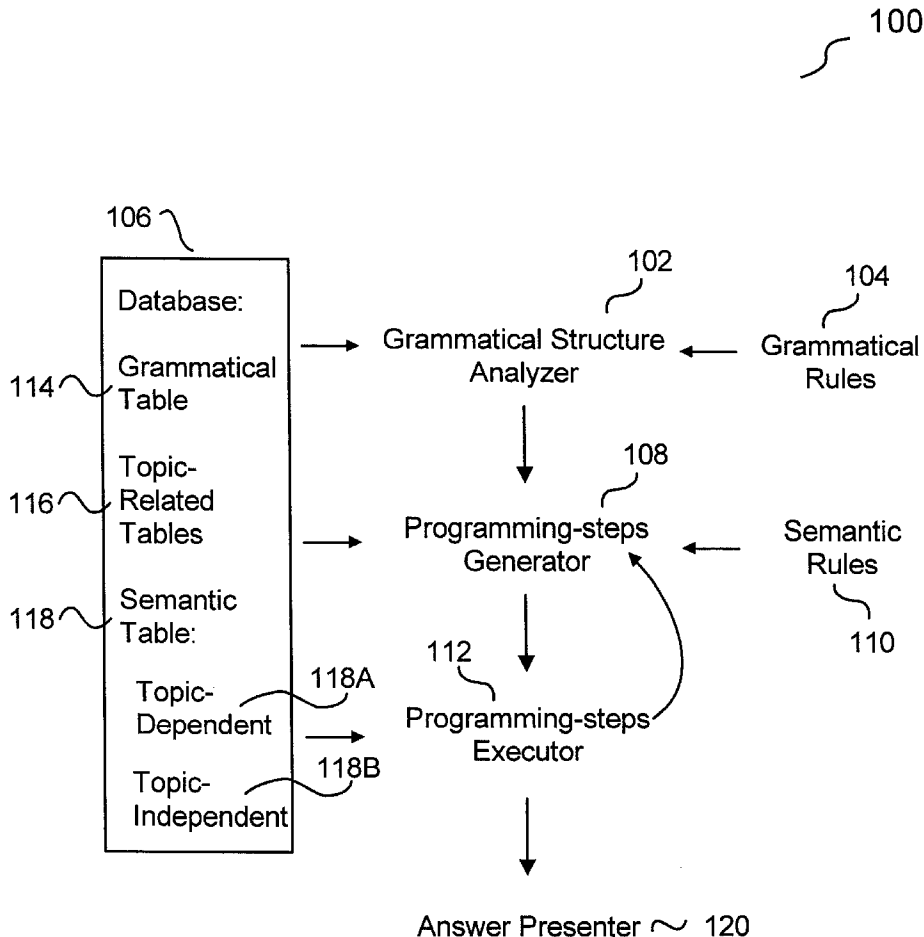 100
106
Database:
Grammatical
Table
114
Topic-
Related
Tables
116
Semantic
Table:
118
Topic-
Dependent
118A
Topic-
Independent
118B
102
Grammatical Structure
Analyzer
104
Grammatical
Rules
108
Programming-steps
Generator
Semantic
Rules
110
112
Programming-steps
Executor
Answer Presenter
120